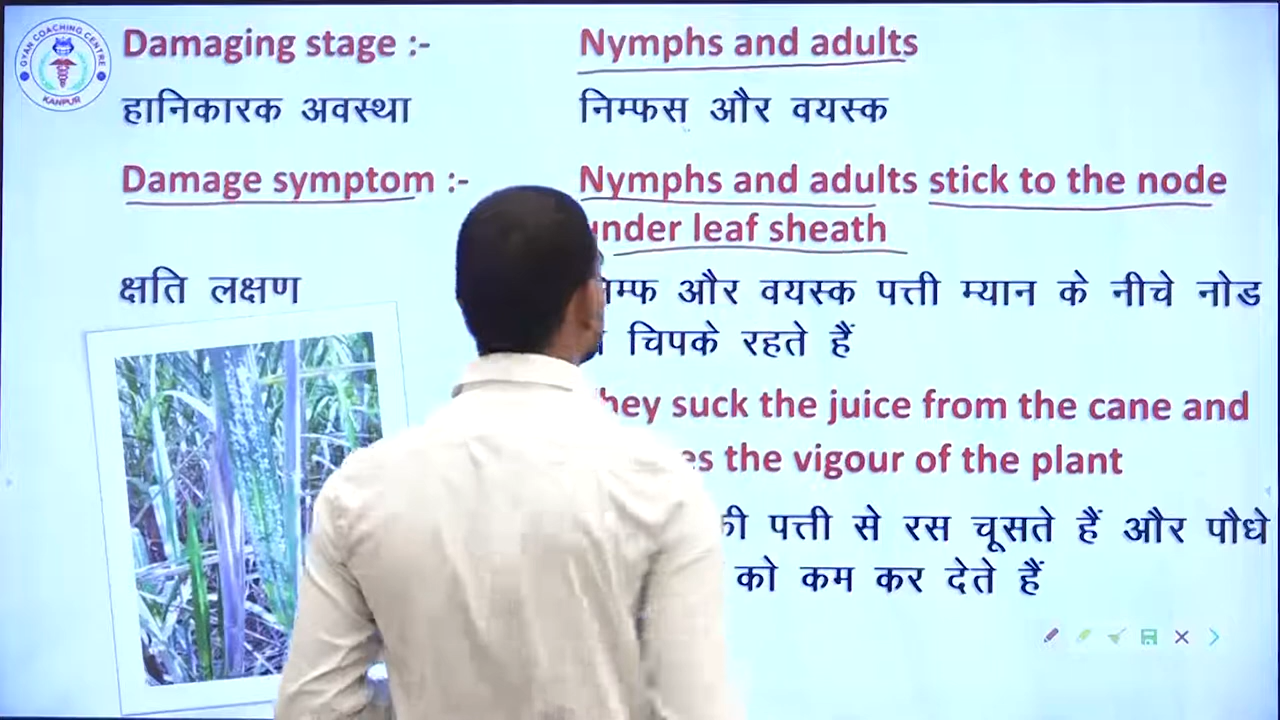 GYAN COACHING CENTRE
KANPUR
Damaging stage :- Nymphs and adults
हानिकारक अवस्था निम्फस और वयस्क
Damage symptom :- Nymphs and adults stick to the node
under leaf sheath
क्षति लक्षण और वयस्क पत्ती म्यान के नीचे नोड
चिपके रहते हैं
They suck the juice from the cane and
the vigour of the plant
की पत्ती से रस चूसते हैं और पौधे
को कम कर देते हैं